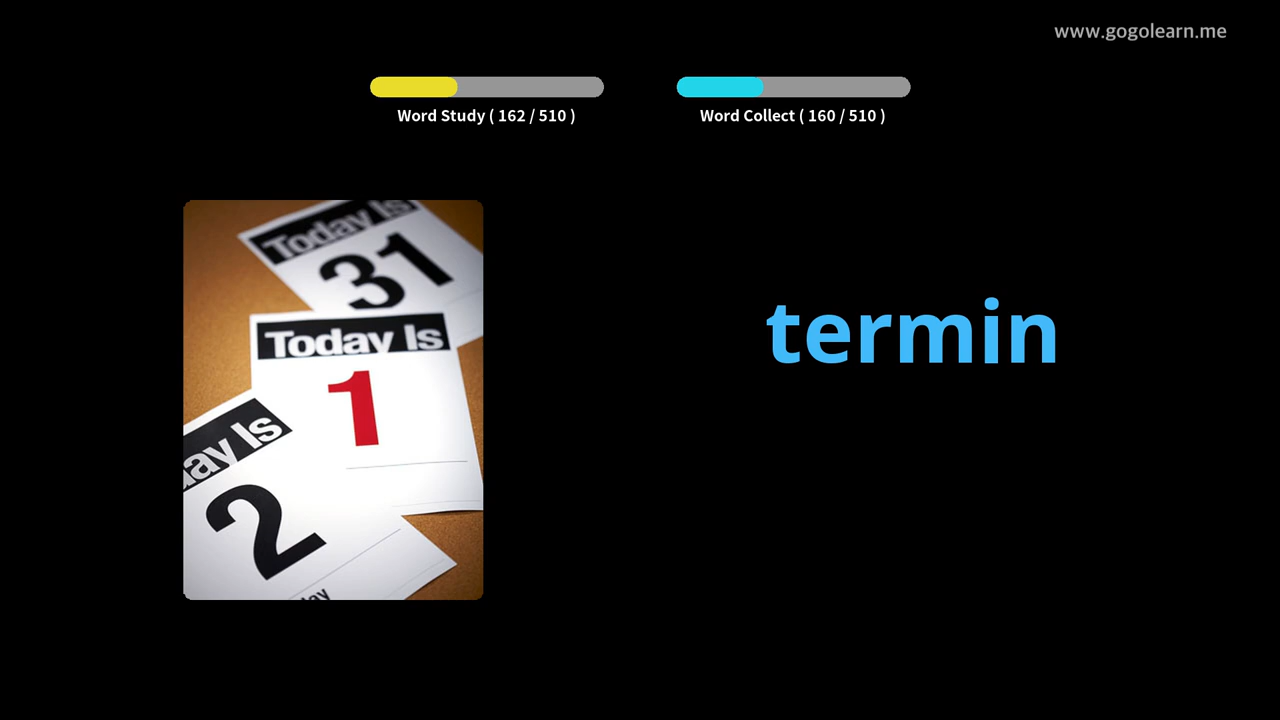 www.gogolearn.me
Word Study ( 162 / 510 )
Word Collect ( 160 / 510 )
Today Is
31
Today Is
1
termin
ay Is
2
ay